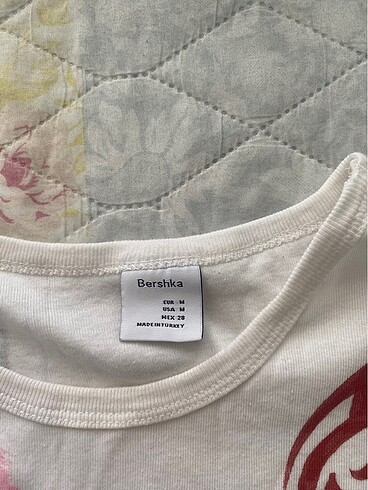 Bershka
EUR M
USA M
MEX 28
MADE IN TURKEY